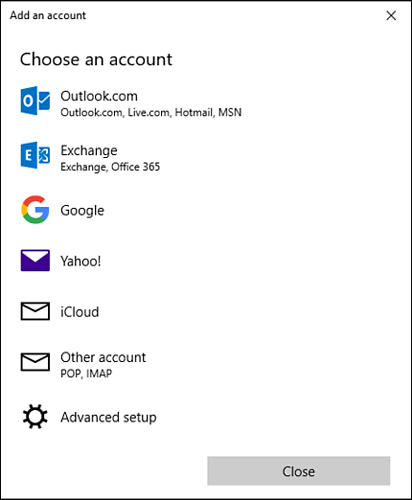 Add an account
Choose an account
Outlook.com
Outlook.com, Live.com, Hotmail, MSN
Exchange
Exchange, Office 365
Google
Yahoo!
iCloud
Other account
POP, IMAP
Advanced setup
Close